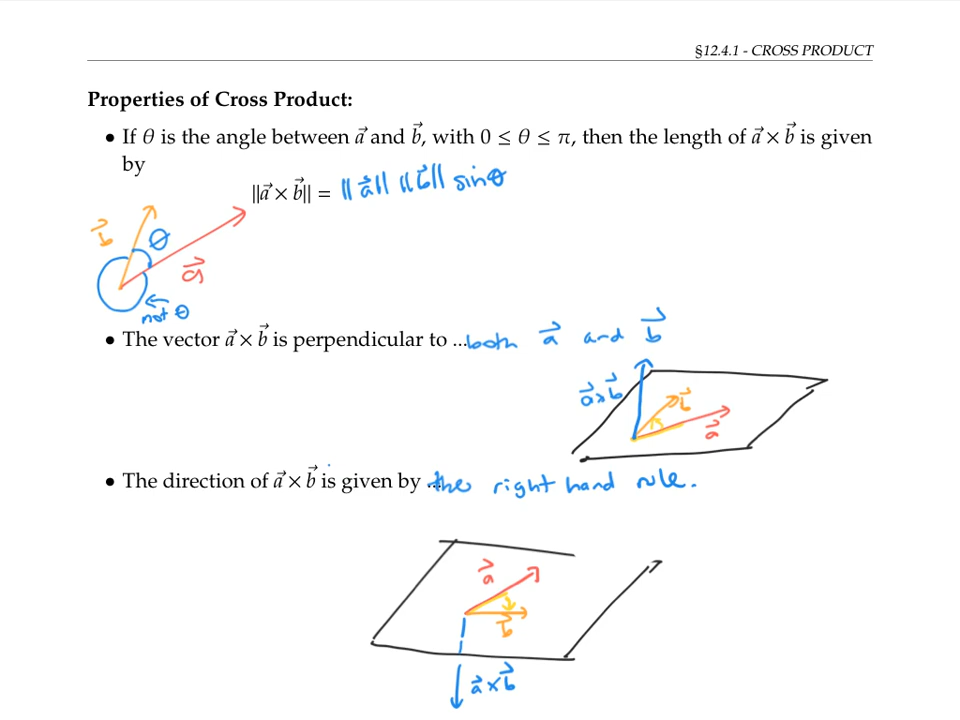 §12.4.1 - CROSS PRODUCT
Properties of Cross Product:
• If θ is the angle between a⃗ and b⃗, with 0 ≤ θ ≤ π, then the length of a⃗ × b⃗ is given
by
||a⃗ × b⃗|| = ||a⃗|| ||b⃗|| sinθ
b⃗
θ
a⃗
not θ
• The vector a⃗ × b⃗ is perpendicular to ...both a⃗ and b⃗
a⃗×b⃗
b⃗
a⃗
• The direction of a⃗ × b⃗ is given by ...the right hand rule.
a⃗
b⃗
a⃗×b⃗